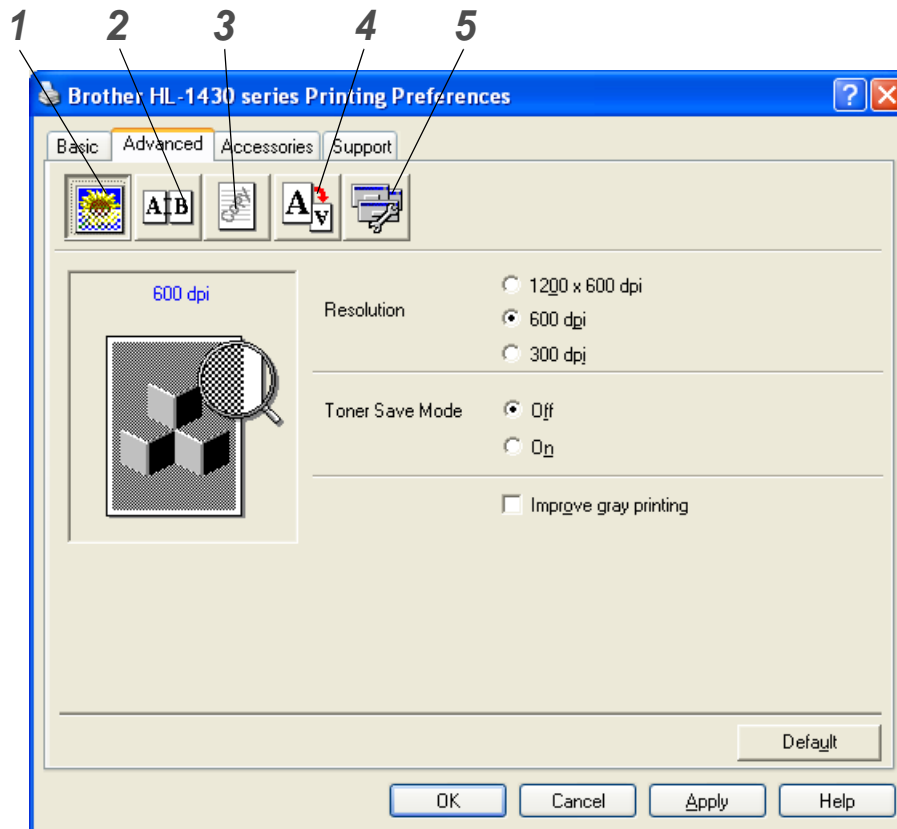 1 2 3 4 5
Brother HL-1430 series Printing Preferences
Basic Advanced Accessories Support
A B COPY A A
600 dpi
Resolution
1200 x 600 dpi
600 dpi
300 dpi
Toner Save Mode
Off
On
Improve gray printing
Default
OK Cancel Apply Help